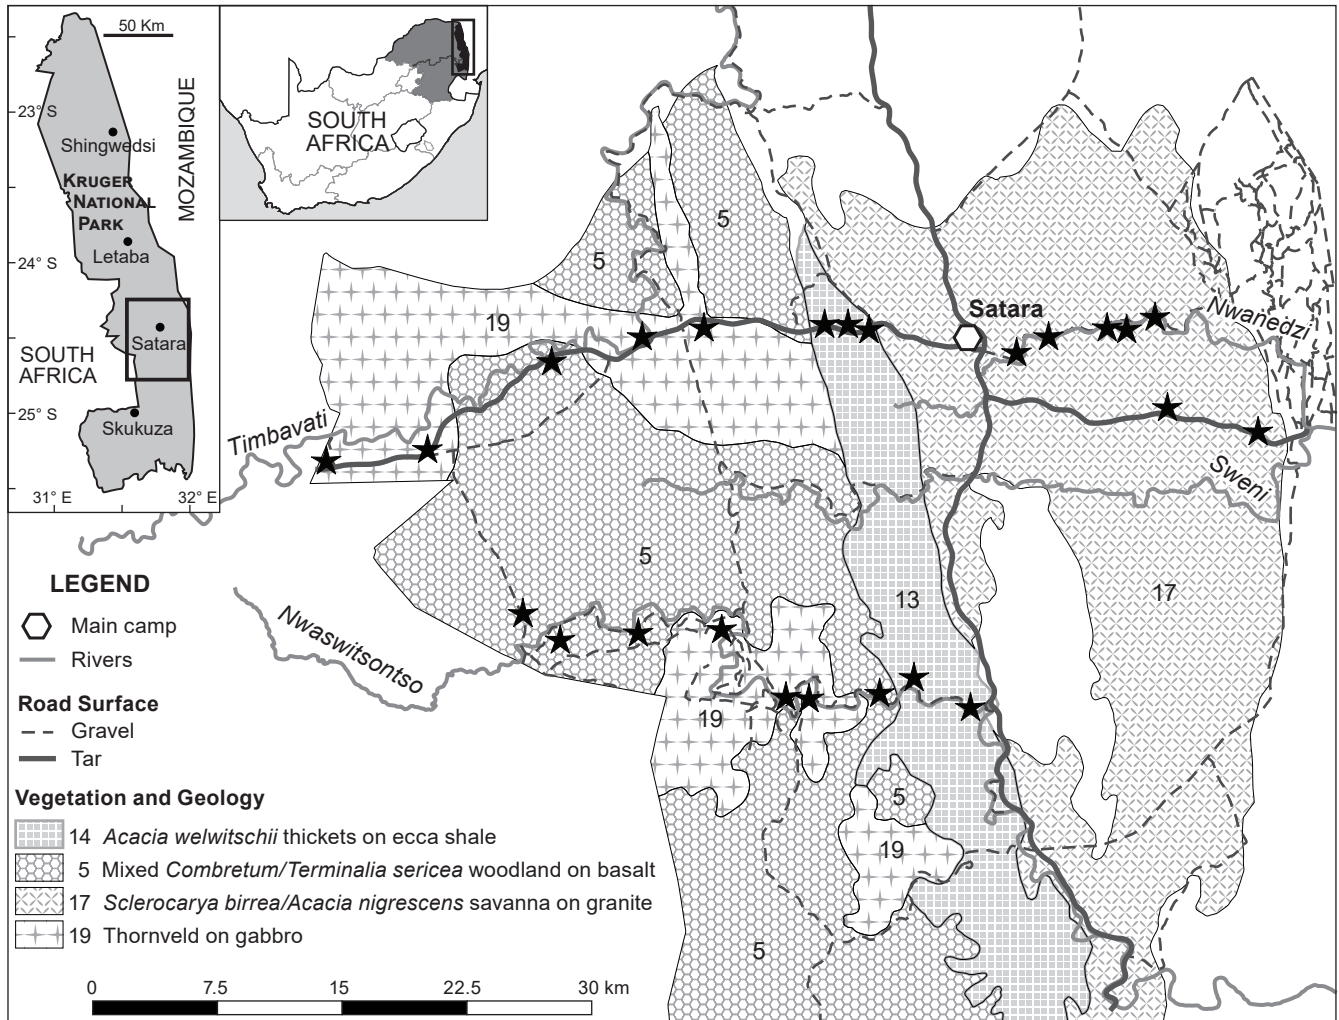 50 Km
23° S
Shingwedsi
KRUGER
NATIONAL
PARK
MOZAMBIQUE
Letaba
24° S
Satara
SOUTH
AFRICA
25° S
Skukuza
31° E
32° E
SOUTH
AFRICA
5
5
19
Satara
Nwanedzi
Timbavati
Sweni
5
13
17
Nwaswitsontso
19
5
19
5
LEGEND
Main camp
Rivers
Road Surface
Gravel
Tar
Vegetation and Geology
14 Acacia welwitschii thickets on ecca shale
5 Mixed Combretum/Terminalia sericea woodland on basalt
17 Sclerocarya birrea/Acacia nigrescens savanna on granite
19 Thornveld on gabbro
0 7.5 15 22.5 30 km